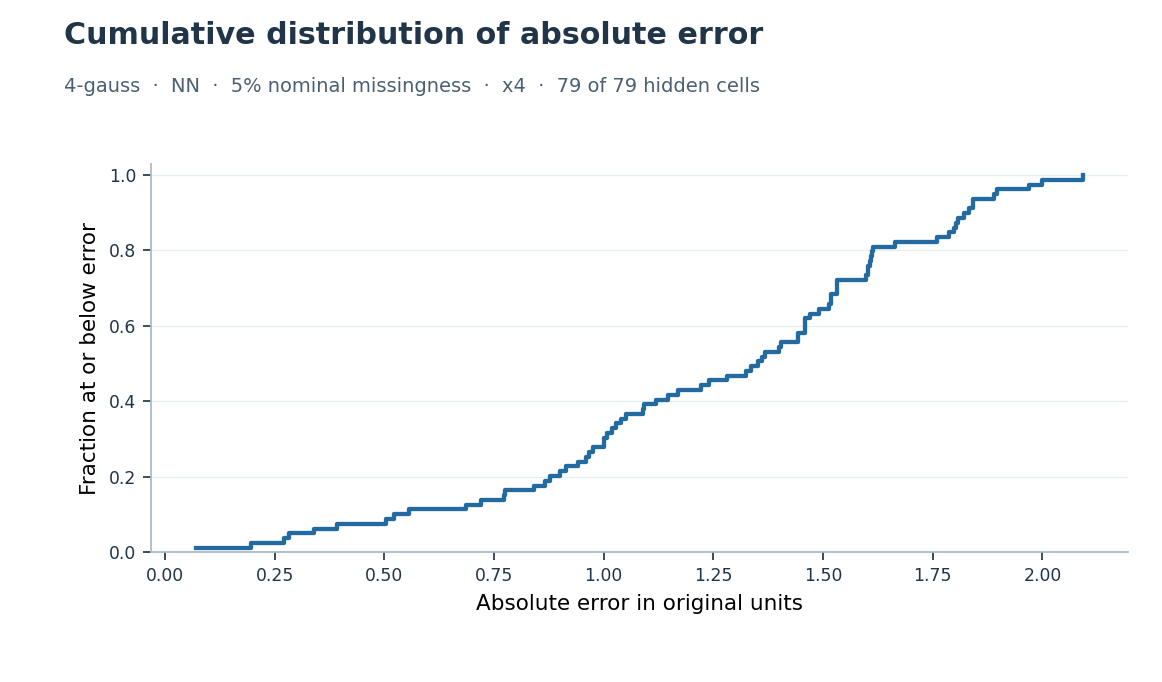 Cumulative distribution of absolute error
4-gauss · NN · 5% nominal missingness · x4 · 79 of 79 hidden cells
Fraction at or below error
1.0
0.8
0.6
0.4
0.2
0.0
0.00 0.25 0.50 0.75 1.00 1.25 1.50 1.75 2.00
Absolute error in original units